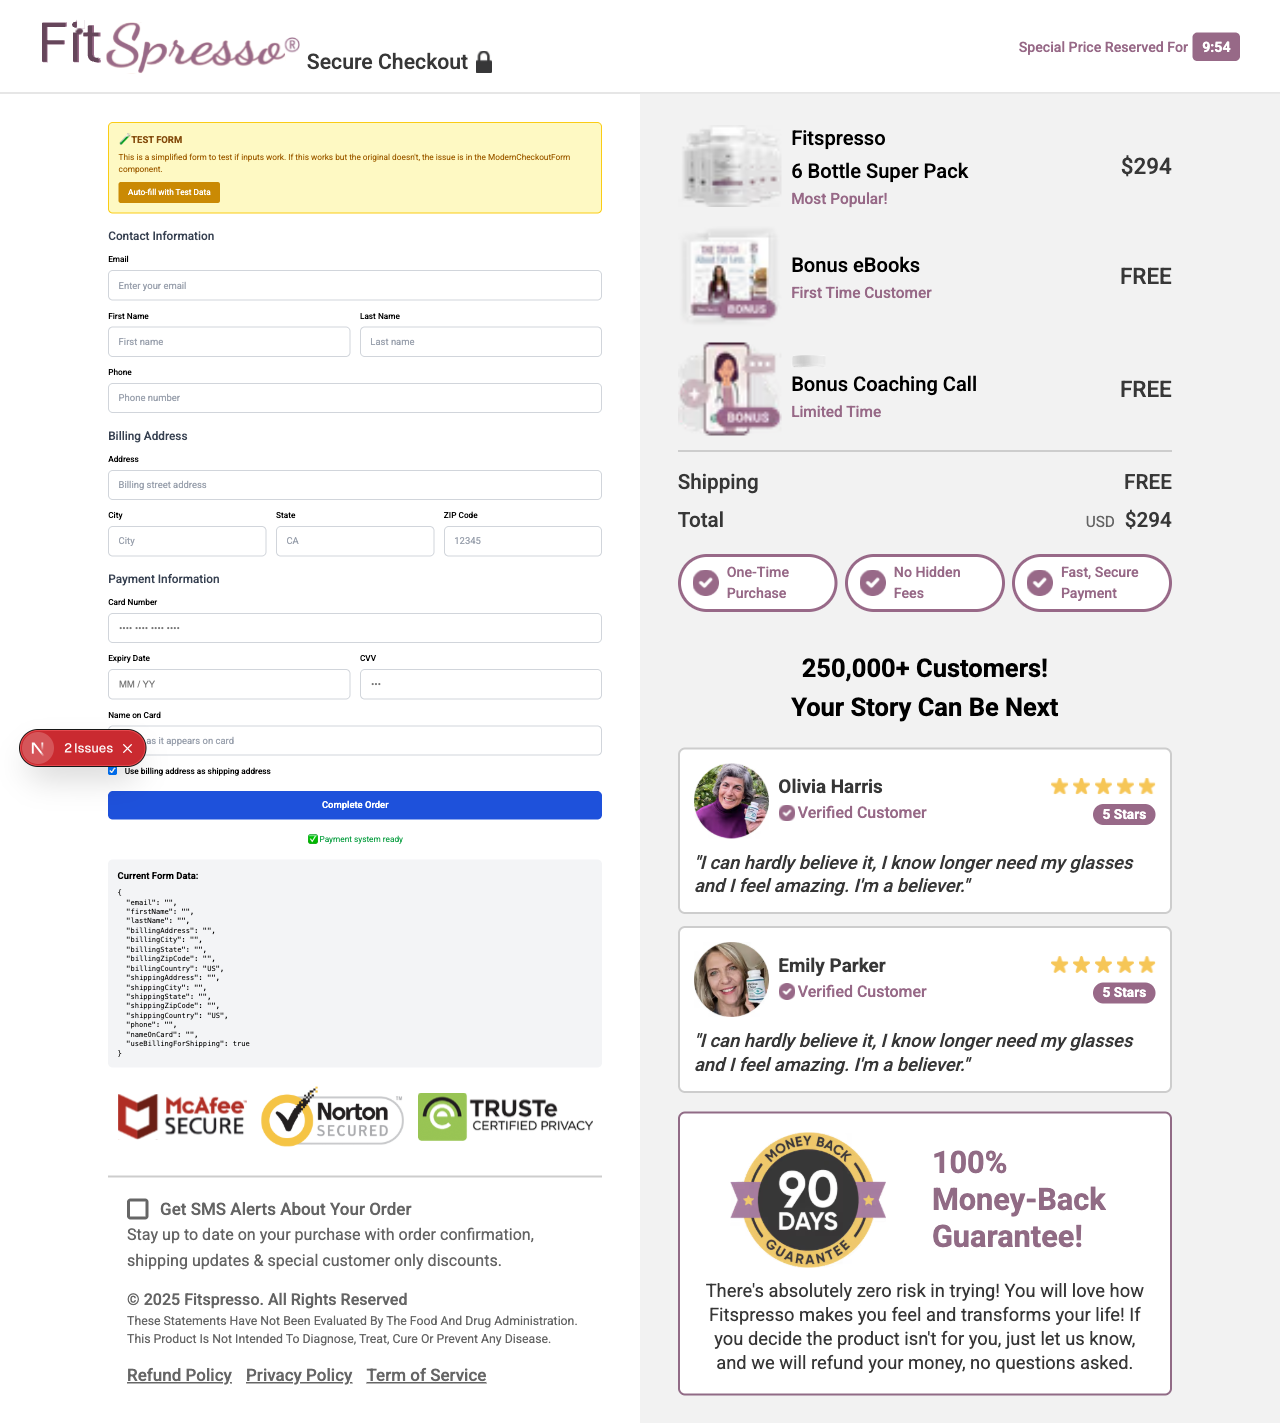 FitSpresso®
Secure Checkout
Special Price Reserved For 9:54
TEST FORM
This is a simplified form to test if inputs work. If this works but the original doesn't, the issue is in the ModernCheckoutForm
component.
Auto-fill with Test Data
Contact Information
Email
Enter your email
First Name Last Name
First name Last name
Phone
Phone number
Billing Address
Address
Billing street address
City State ZIP Code
City CA 12345
Payment Information
Card Number
•••• •••• •••• ••••
Expiry Date CVV
MM / YY •••
Name on Card
as it appears on card
2 Issues
Use billing address as shipping address
Complete Order
Payment system ready
Current Form Data:
{
"email": "",
"firstName": "",
"lastName": "",
"billingAddress": "",
"billingCity": "",
"billingState": "",
"billingZipCode": "",
"billingCountry": "US",
"shippingAddress": "",
"shippingCity": "",
"shippingState": "",
"shippingZipCode": "",
"shippingCountry": "US",
"phone": "",
"nameOnCard": "",
"useBillingForShipping": true
}
McAfee™
SECURE
Norton™
SECURED
TRUSTe
CERTIFIED PRIVACY
Get SMS Alerts About Your Order
Stay up to date on your purchase with order confirmation,
shipping updates & special customer only discounts.
© 2025 Fitspresso. All Rights Reserved
These Statements Have Not Been Evaluated By The Food And Drug Administration.
This Product Is Not Intended To Diagnose, Treat, Cure Or Prevent Any Disease.
Refund Policy Privacy Policy Term of Service
Fitspresso
6 Bottle Super Pack
Most Popular!
$294
THE TRUTH
About Fat Loss
BONUS
Bonus eBooks
First Time Customer
FREE
BONUS
Bonus Coaching Call
Limited Time
FREE
Shipping FREE
Total USD $294
One-Time
Purchase
No Hidden
Fees
Fast, Secure
Payment
250,000+ Customers!
Your Story Can Be Next
Olivia Harris
Verified Customer
5 Stars
"I can hardly believe it, I know longer need my glasses
and I feel amazing. I'm a believer."
Emily Parker
Verified Customer
5 Stars
"I can hardly believe it, I know longer need my glasses
and I feel amazing. I'm a believer."
MONEY BACK
90
DAYS
GUARANTEE
100%
Money-Back
Guarantee!
There's absolutely zero risk in trying! You will love how
Fitspresso makes you feel and transforms your life! If
you decide the product isn't for you, just let us know,
and we will refund your money, no questions asked.